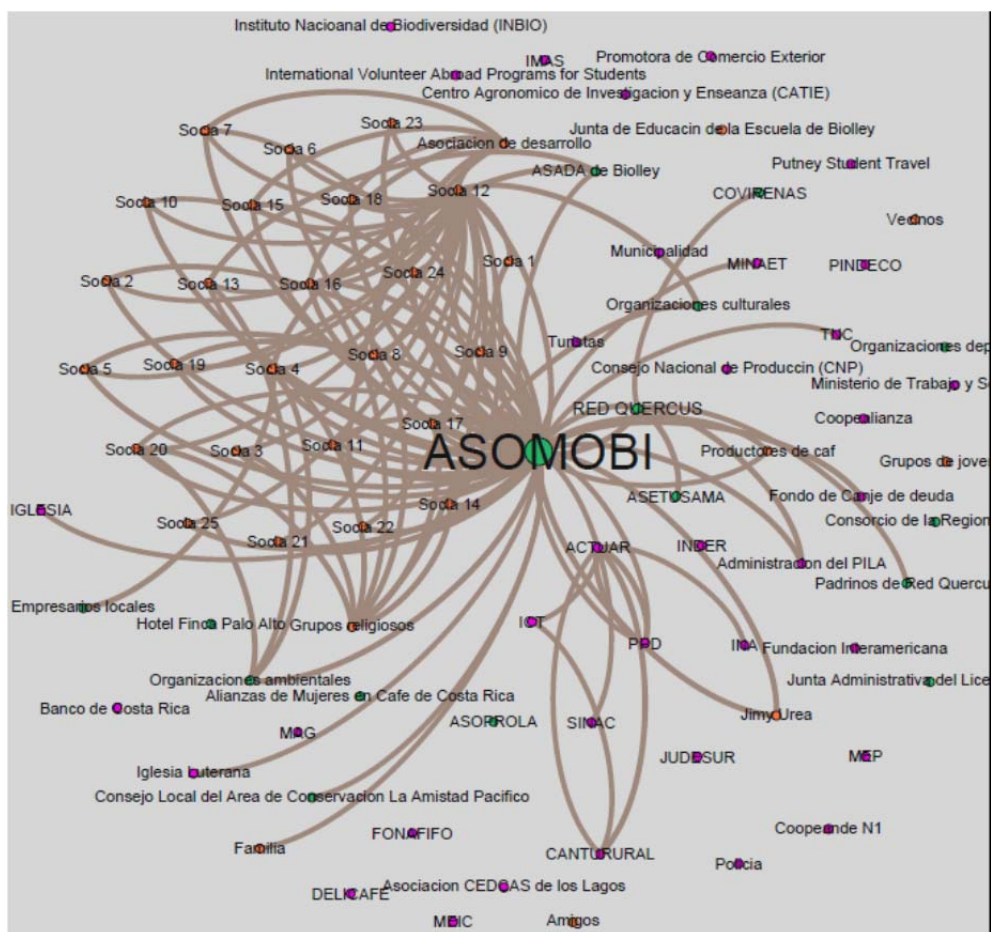 Instituto Nacioanal de Biodiversidad (INBIO)
IMAS
Promotora de Comercio Exterior
International Volunteer Abroad Programs for Students
Centro Agronomico de Investigacion y Enseanza (CATIE)
Socia 7
Socia 23
Junta de Educacin de la Escuela de Biolley
Socia 6
Asociacion de desarrollo
ASADA de Biolley
Putney Student Travel
Socia 12
COVIRENAS
Socia 10
Socia 15
Socia 18
Vecinos
Municipalidad
Socia 1
MINAET
PINDECO
Socia 2
Socia 13
Socia 16
Socia 24
Organizaciones culturales
TNC
Turistas
Organizaciones dep
Socia 5
Socia 19
Socia 4
Socia 8
Socia 9
Consejo Nacional de Produccin (CNP)
Ministerio de Trabajo y Se
RED QUERCUS
Coopealianza
Socia 17
Socia 20
Socia 3
Socia 11
ASOMOBI
Productores de caf
Grupos de jove
ASETUSAMA
Fondo de Canje de deuda
Socia 14
IGLESIA
Socia 25
Socia 21
Socia 22
Consorcio de la Region
ACTUAR
INDER
Administracion del PILA
Padrinos de Red Quercu
Empresarios locales
Hotel Finca Palo Alto
Grupos religiosos
ICT
PPD
INA
Fundacion Interamericana
Organizaciones ambientales
Alianzas de Mujeres en Cafe de Costa Rica
Junta Administrativa del Lice
Banco de Costa Rica
MAG
ASOPROLA
SINAC
Jimy Urea
JUDESUR
MEP
Iglesia Luterana
Consejo Local del Area de Conservacion La Amistad Pacifico
Familia
FONAFIFO
CANTURURAL
Coopeande N1
Policia
DELICAFE
Asociacion CEDCAS de los Lagos
MEIC
Amigos